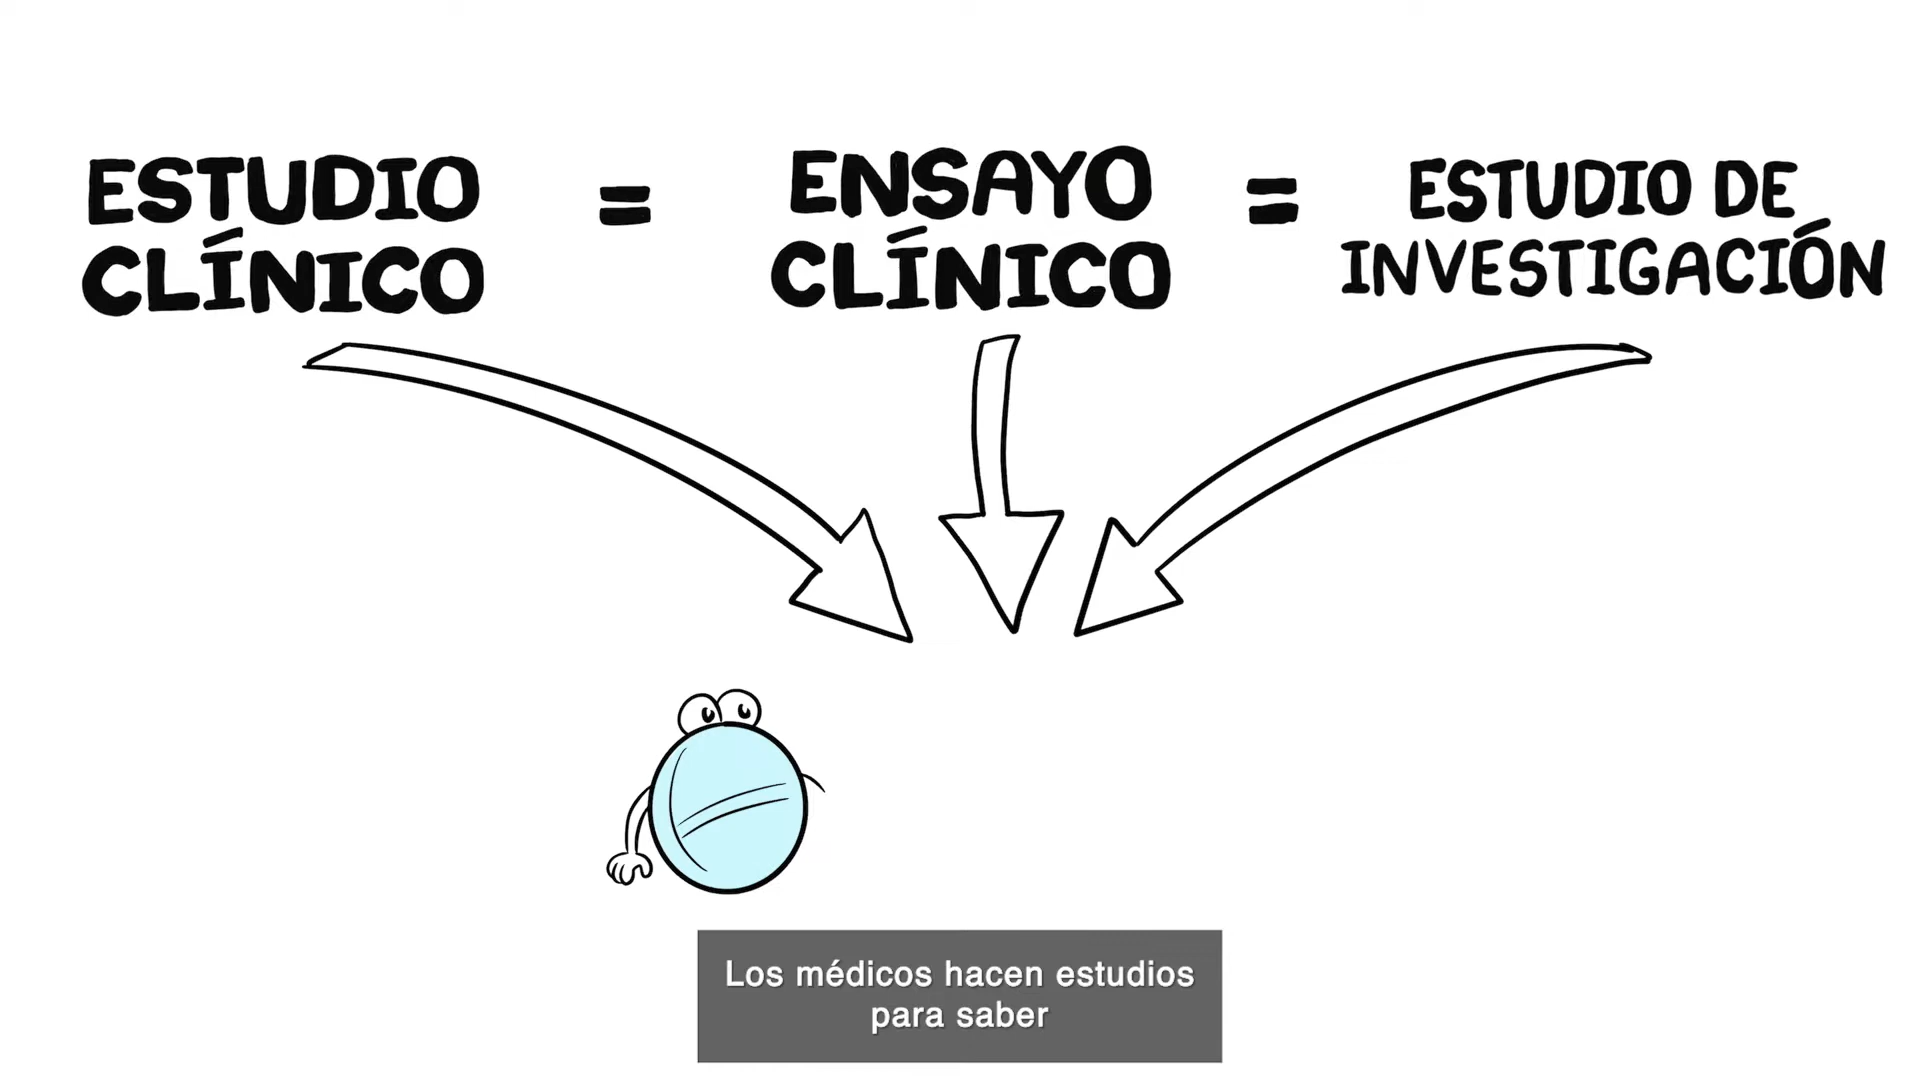 ESTUDIO
CLÍNICO
=
ENSAYO
CLÍNICO
=
ESTUDIO DE
INVESTIGACIÓN
Los médicos hacen estudios
para saber